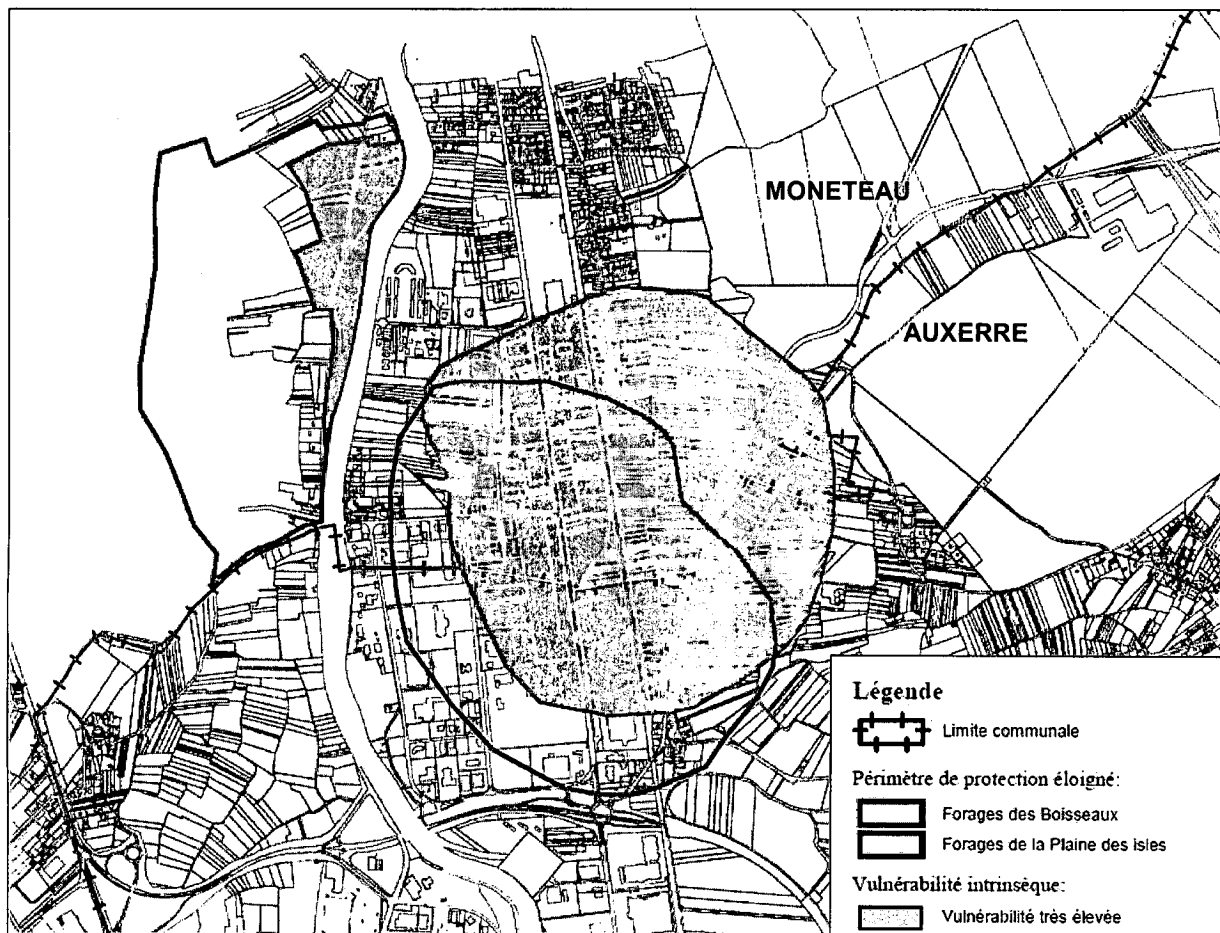 MONETEAU
AUXERRE
Légende
Limite communale
Périmètre de protection éloigné:
Forages des Boisseaux
Forages de la Plaine des isles
Vulnérabilité intrinsèque:
Vulnérabilité très élevée